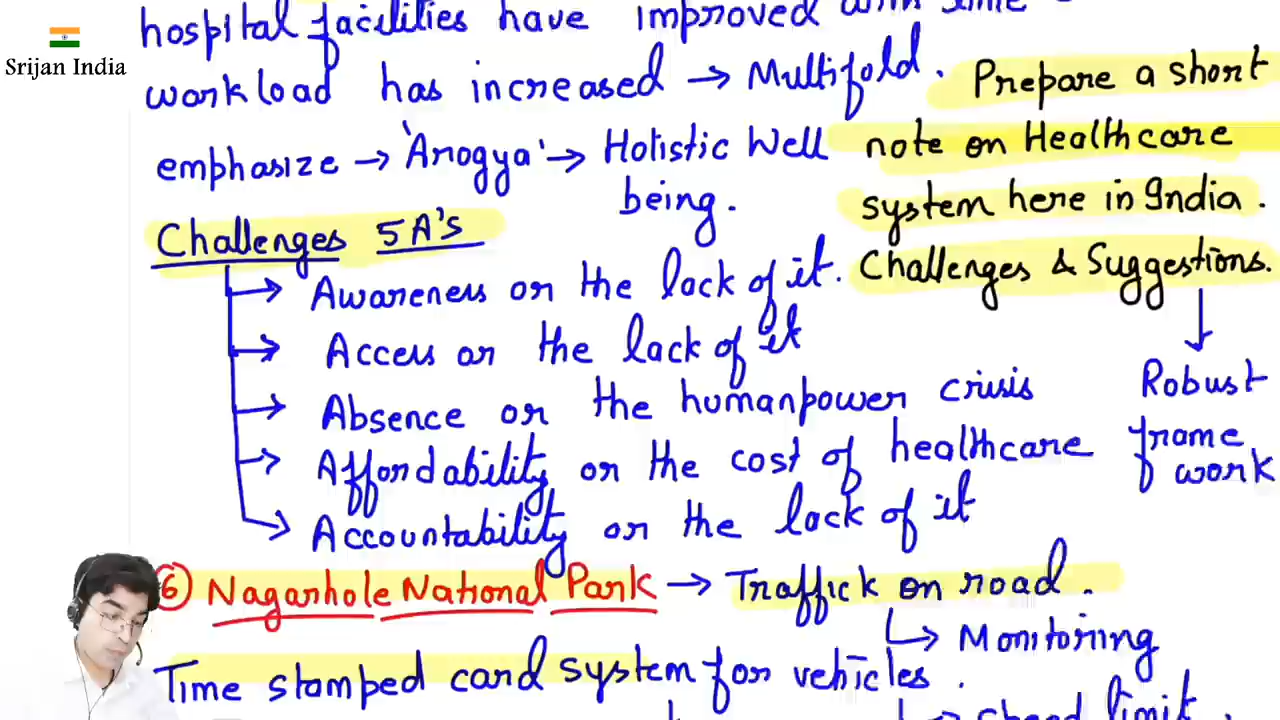 Srijan India
hospital facilities have improved with time
workload has increased → Multifold.
emphasize → 'Arogya' → Holistic Well
being.
Prepare a short
note on Healthcare
system here in India.
Challenges & Suggestions.
Robust
frame
work
Challenges 5A's
→ Awareness or the lack of it.
→ Access or the lack of it
→ Absence or the humanpower crisis
→ Affordability or the cost of healthcare
→ Accountability or the lack of it
⑥ Nagarhole National Park → Traffick on road.
→ Monitoring
Time stamped card system for vehicles.
→ speed limit.